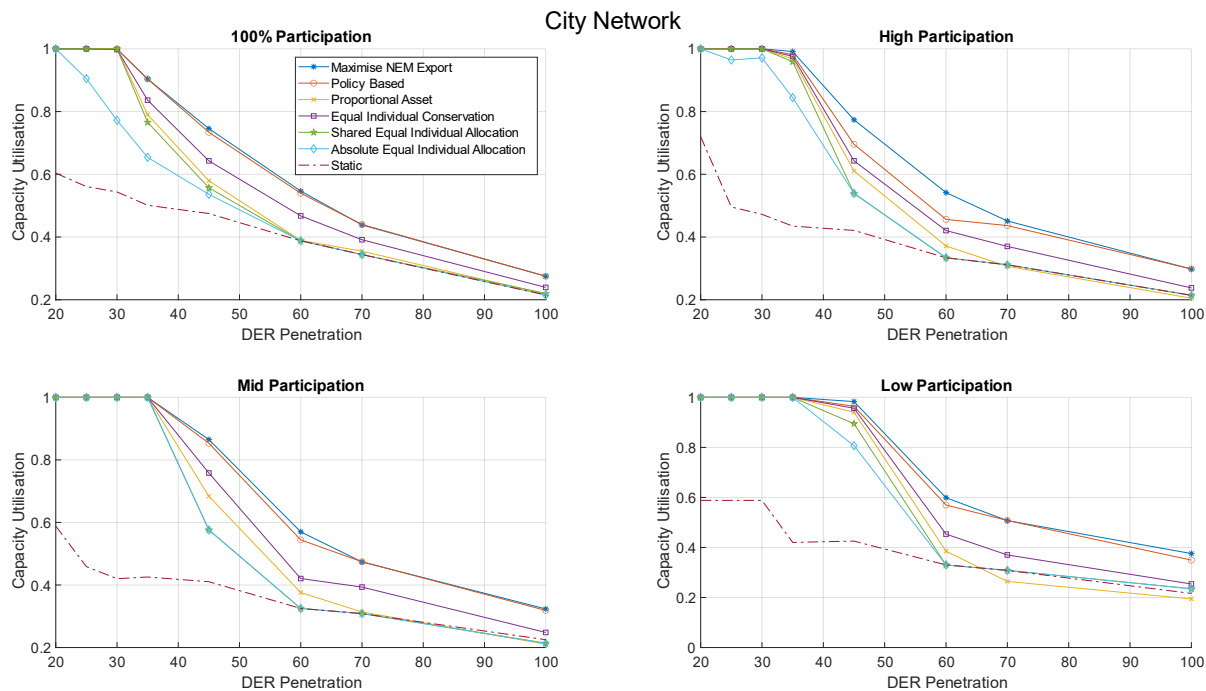 City Network
100% Participation
1
0.8
0.6
0.4
0.2
Capacity Utilisation
20 30 40 50 60 70 80 90 100
DER Penetration
Maximise NEM Export
Policy Based
Proportional Asset
Equal Individual Conservation
Shared Equal Individual Allocation
Absolute Equal Individual Allocation
Static
High Participation
1
0.8
0.6
0.4
0.2
Capacity Utilisation
20 30 40 50 60 70 80 90 100
DER Penetration
Mid Participation
1
0.8
0.6
0.4
0.2
Capacity Utilisation
20 30 40 50 60 70 80 90 100
DER Penetration
Low Participation
1
0.8
0.6
0.4
0.2
0
Capacity Utilisation
20 30 40 50 60 70 80 90 100
DER Penetration